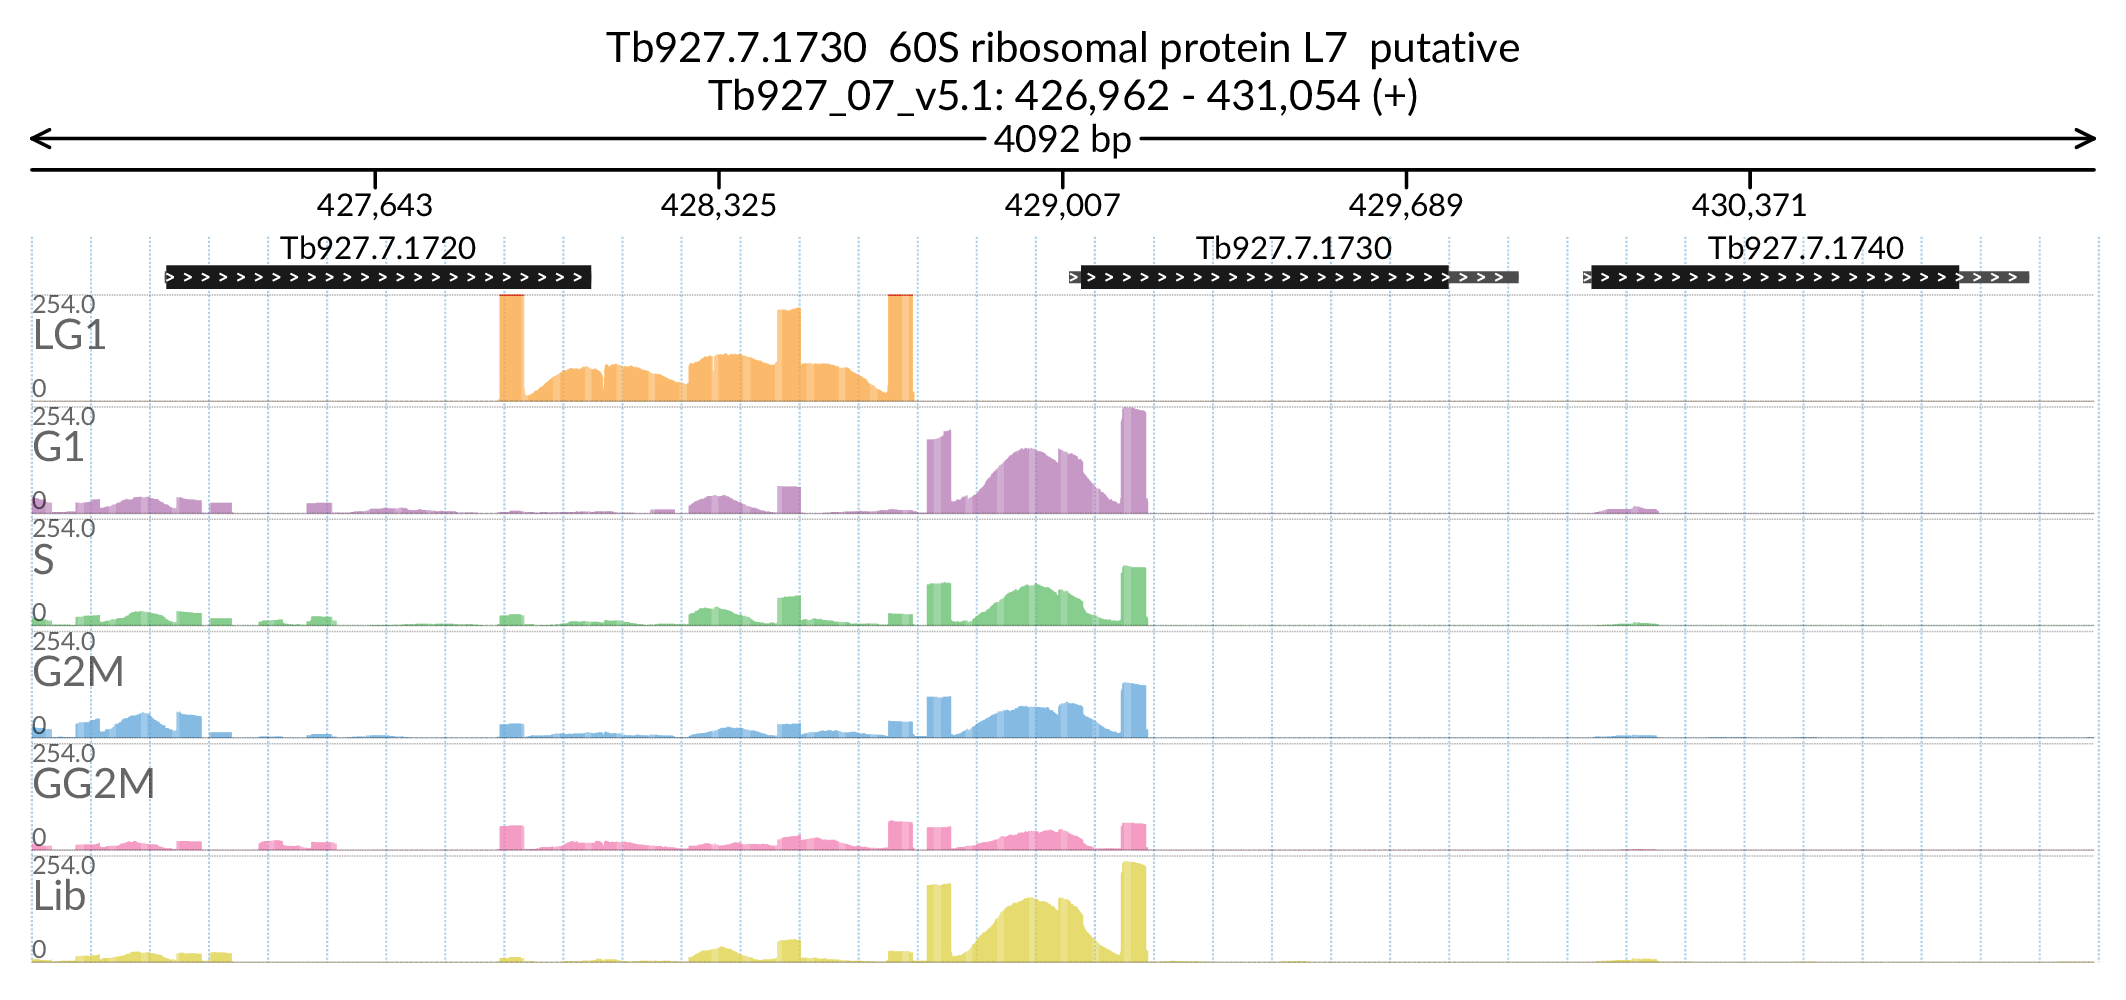 Tb927.7.1730  60S ribosomal protein L7  putative
Tb927_07_v5.1: 426,962 - 431,054 (+)
4092 bp
427,643 428,325 429,007 429,689 430,371
Tb927.7.1720 Tb927.7.1730 Tb927.7.1740
254.0
LG1
0
254.0
G1
0
254.0
S
0
254.0
G2M
0
254.0
GG2M
0
254.0
Lib
0